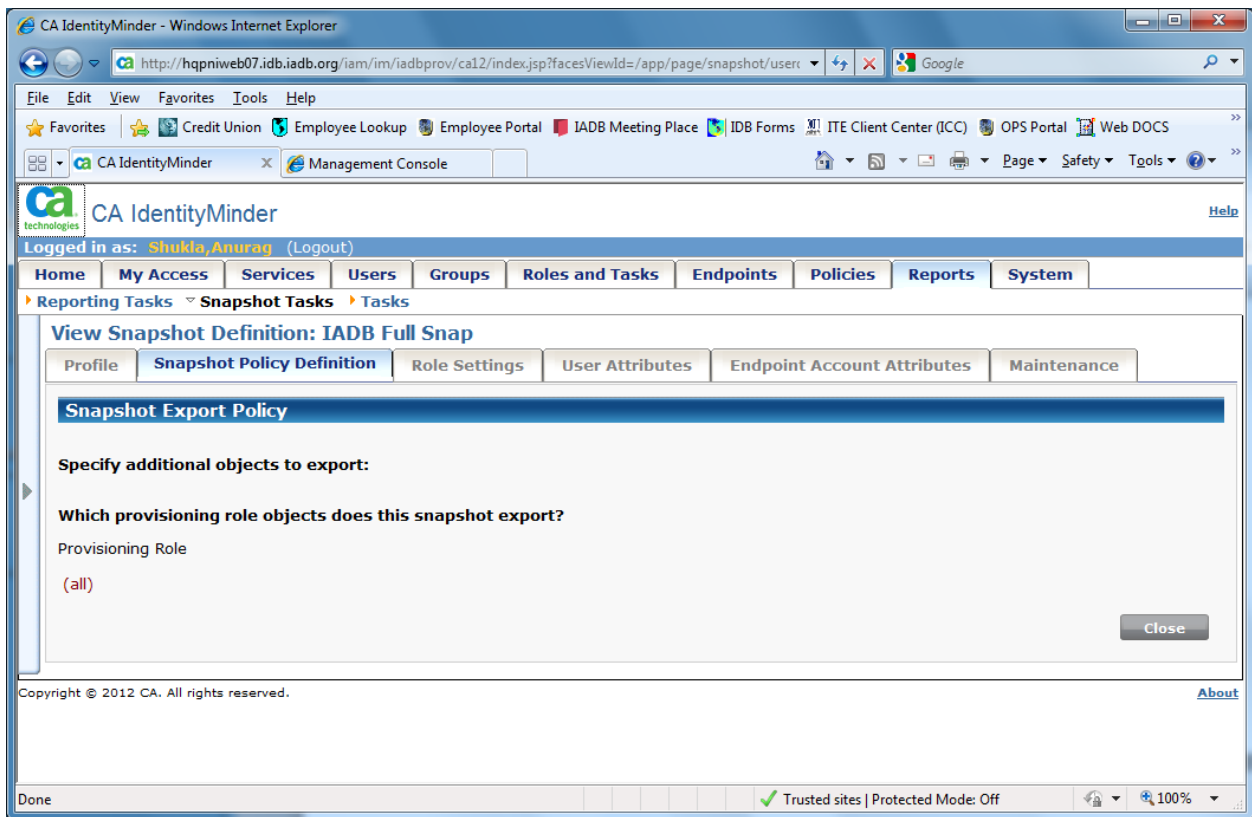 CA IdentityMinder - Windows Internet Explorer
http://hqpniweb07.idb.iadb.org/iam/im/iadbprov/ca12/index.jsp?facesViewId=/app/page/snapshot/userc
Google
File Edit View Favorites Tools Help
Favorites Credit Union Employee Lookup Employee Portal IADB Meeting Place IDB Forms ITE Client Center (ICC) OPS Portal Web DOCS
CA IdentityMinder Management Console Page Safety Tools
ca technologies CA IdentityMinder Help
Logged in as: Shukla,Anurag (Logout)
Home My Access Services Users Groups Roles and Tasks Endpoints Policies Reports System
Reporting Tasks Snapshot Tasks Tasks
View Snapshot Definition: IADB Full Snap
Profile Snapshot Policy Definition Role Settings User Attributes Endpoint Account Attributes Maintenance
Snapshot Export Policy
Specify additional objects to export:
Which provisioning role objects does this snapshot export?
Provisioning Role
(all)
Close
Copyright © 2012 CA. All rights reserved. About
Done Trusted sites | Protected Mode: Off 100%